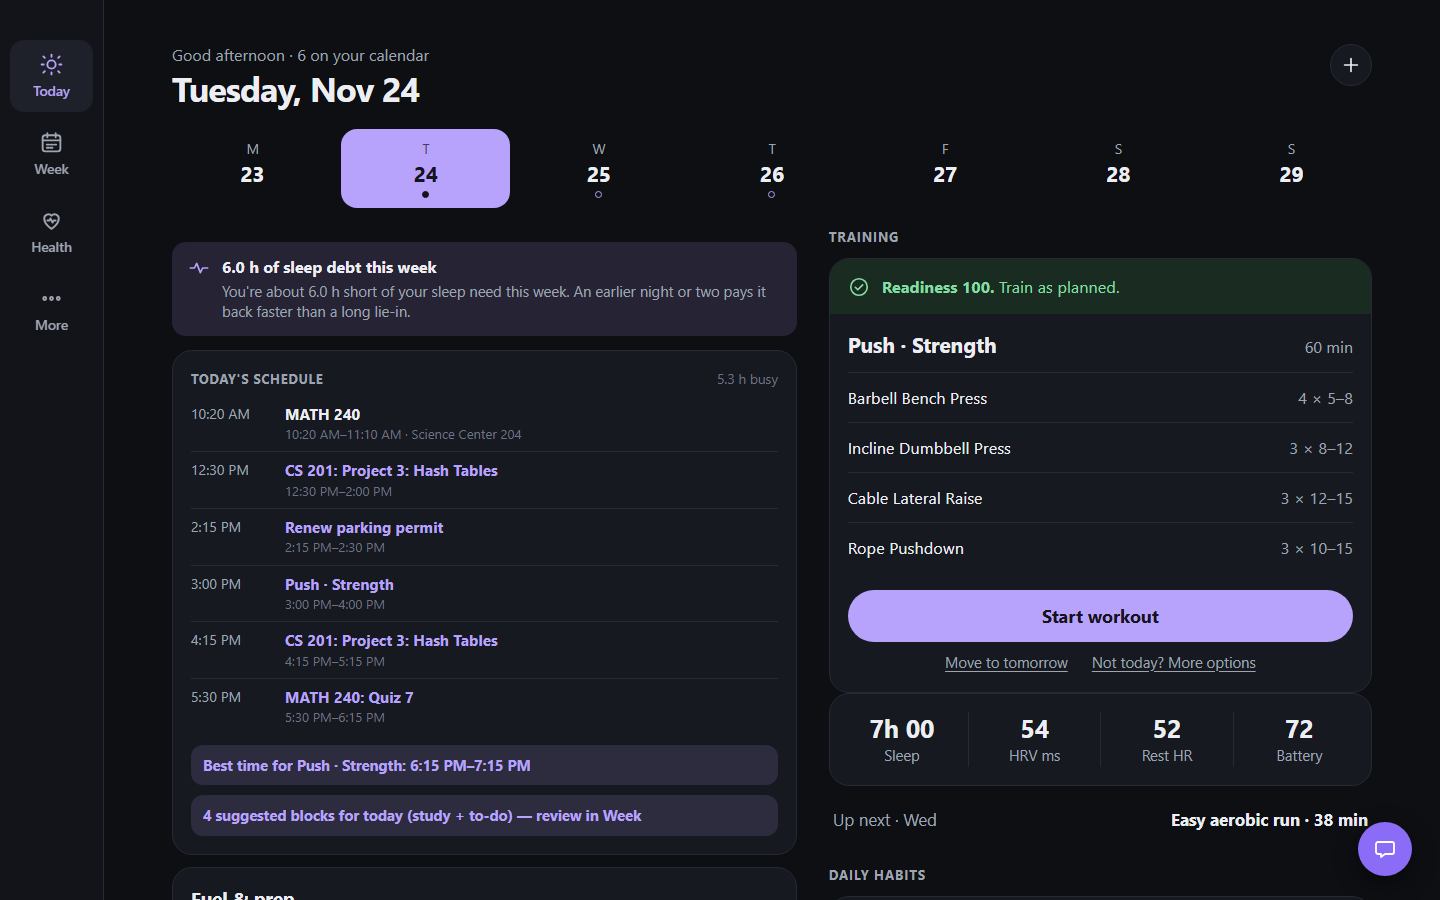 Today
Week
Health
More
Good afternoon · 6 on your calendar
Tuesday, Nov 24
M
23
T
24
W
25
T
26
F
27
S
28
S
29
6.0 h of sleep debt this week
You're about 6.0 h short of your sleep need this week. An earlier night or two pays it
back faster than a long lie-in.
TODAY'S SCHEDULE
5.3 h busy
10:20 AM
MATH 240
10:20 AM–11:10 AM · Science Center 204
12:30 PM
CS 201: Project 3: Hash Tables
12:30 PM–2:00 PM
2:15 PM
Renew parking permit
2:15 PM–2:30 PM
3:00 PM
Push · Strength
3:00 PM–4:00 PM
4:15 PM
CS 201: Project 3: Hash Tables
4:15 PM–5:15 PM
5:30 PM
MATH 240: Quiz 7
5:30 PM–6:15 PM
Best time for Push · Strength: 6:15 PM–7:15 PM
4 suggested blocks for today (study + to-do) — review in Week
Fuel & prep
TRAINING
Readiness 100. Train as planned.
Push · Strength
60 min
Barbell Bench Press
4 × 5–8
Incline Dumbbell Press
3 × 8–12
Cable Lateral Raise
3 × 12–15
Rope Pushdown
3 × 10–15
Start workout
Move to tomorrow
Not today? More options
7h 00
Sleep
54
HRV ms
52
Rest HR
72
Battery
Up next · Wed
Easy aerobic run · 38 min
DAILY HABITS